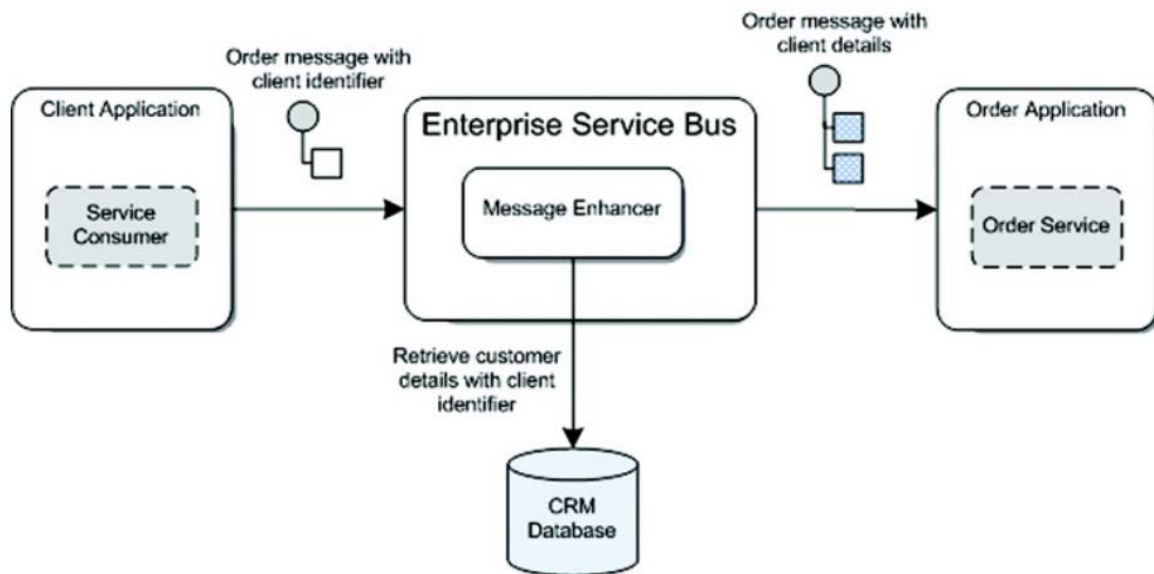 Order message with
client identifier
Order message with
client details
Client Application
Enterprise Service Bus
Order Application
Service
Consumer
Message Enhancer
Order Service
Retrieve customer
details with client
identifier
CRM
Database